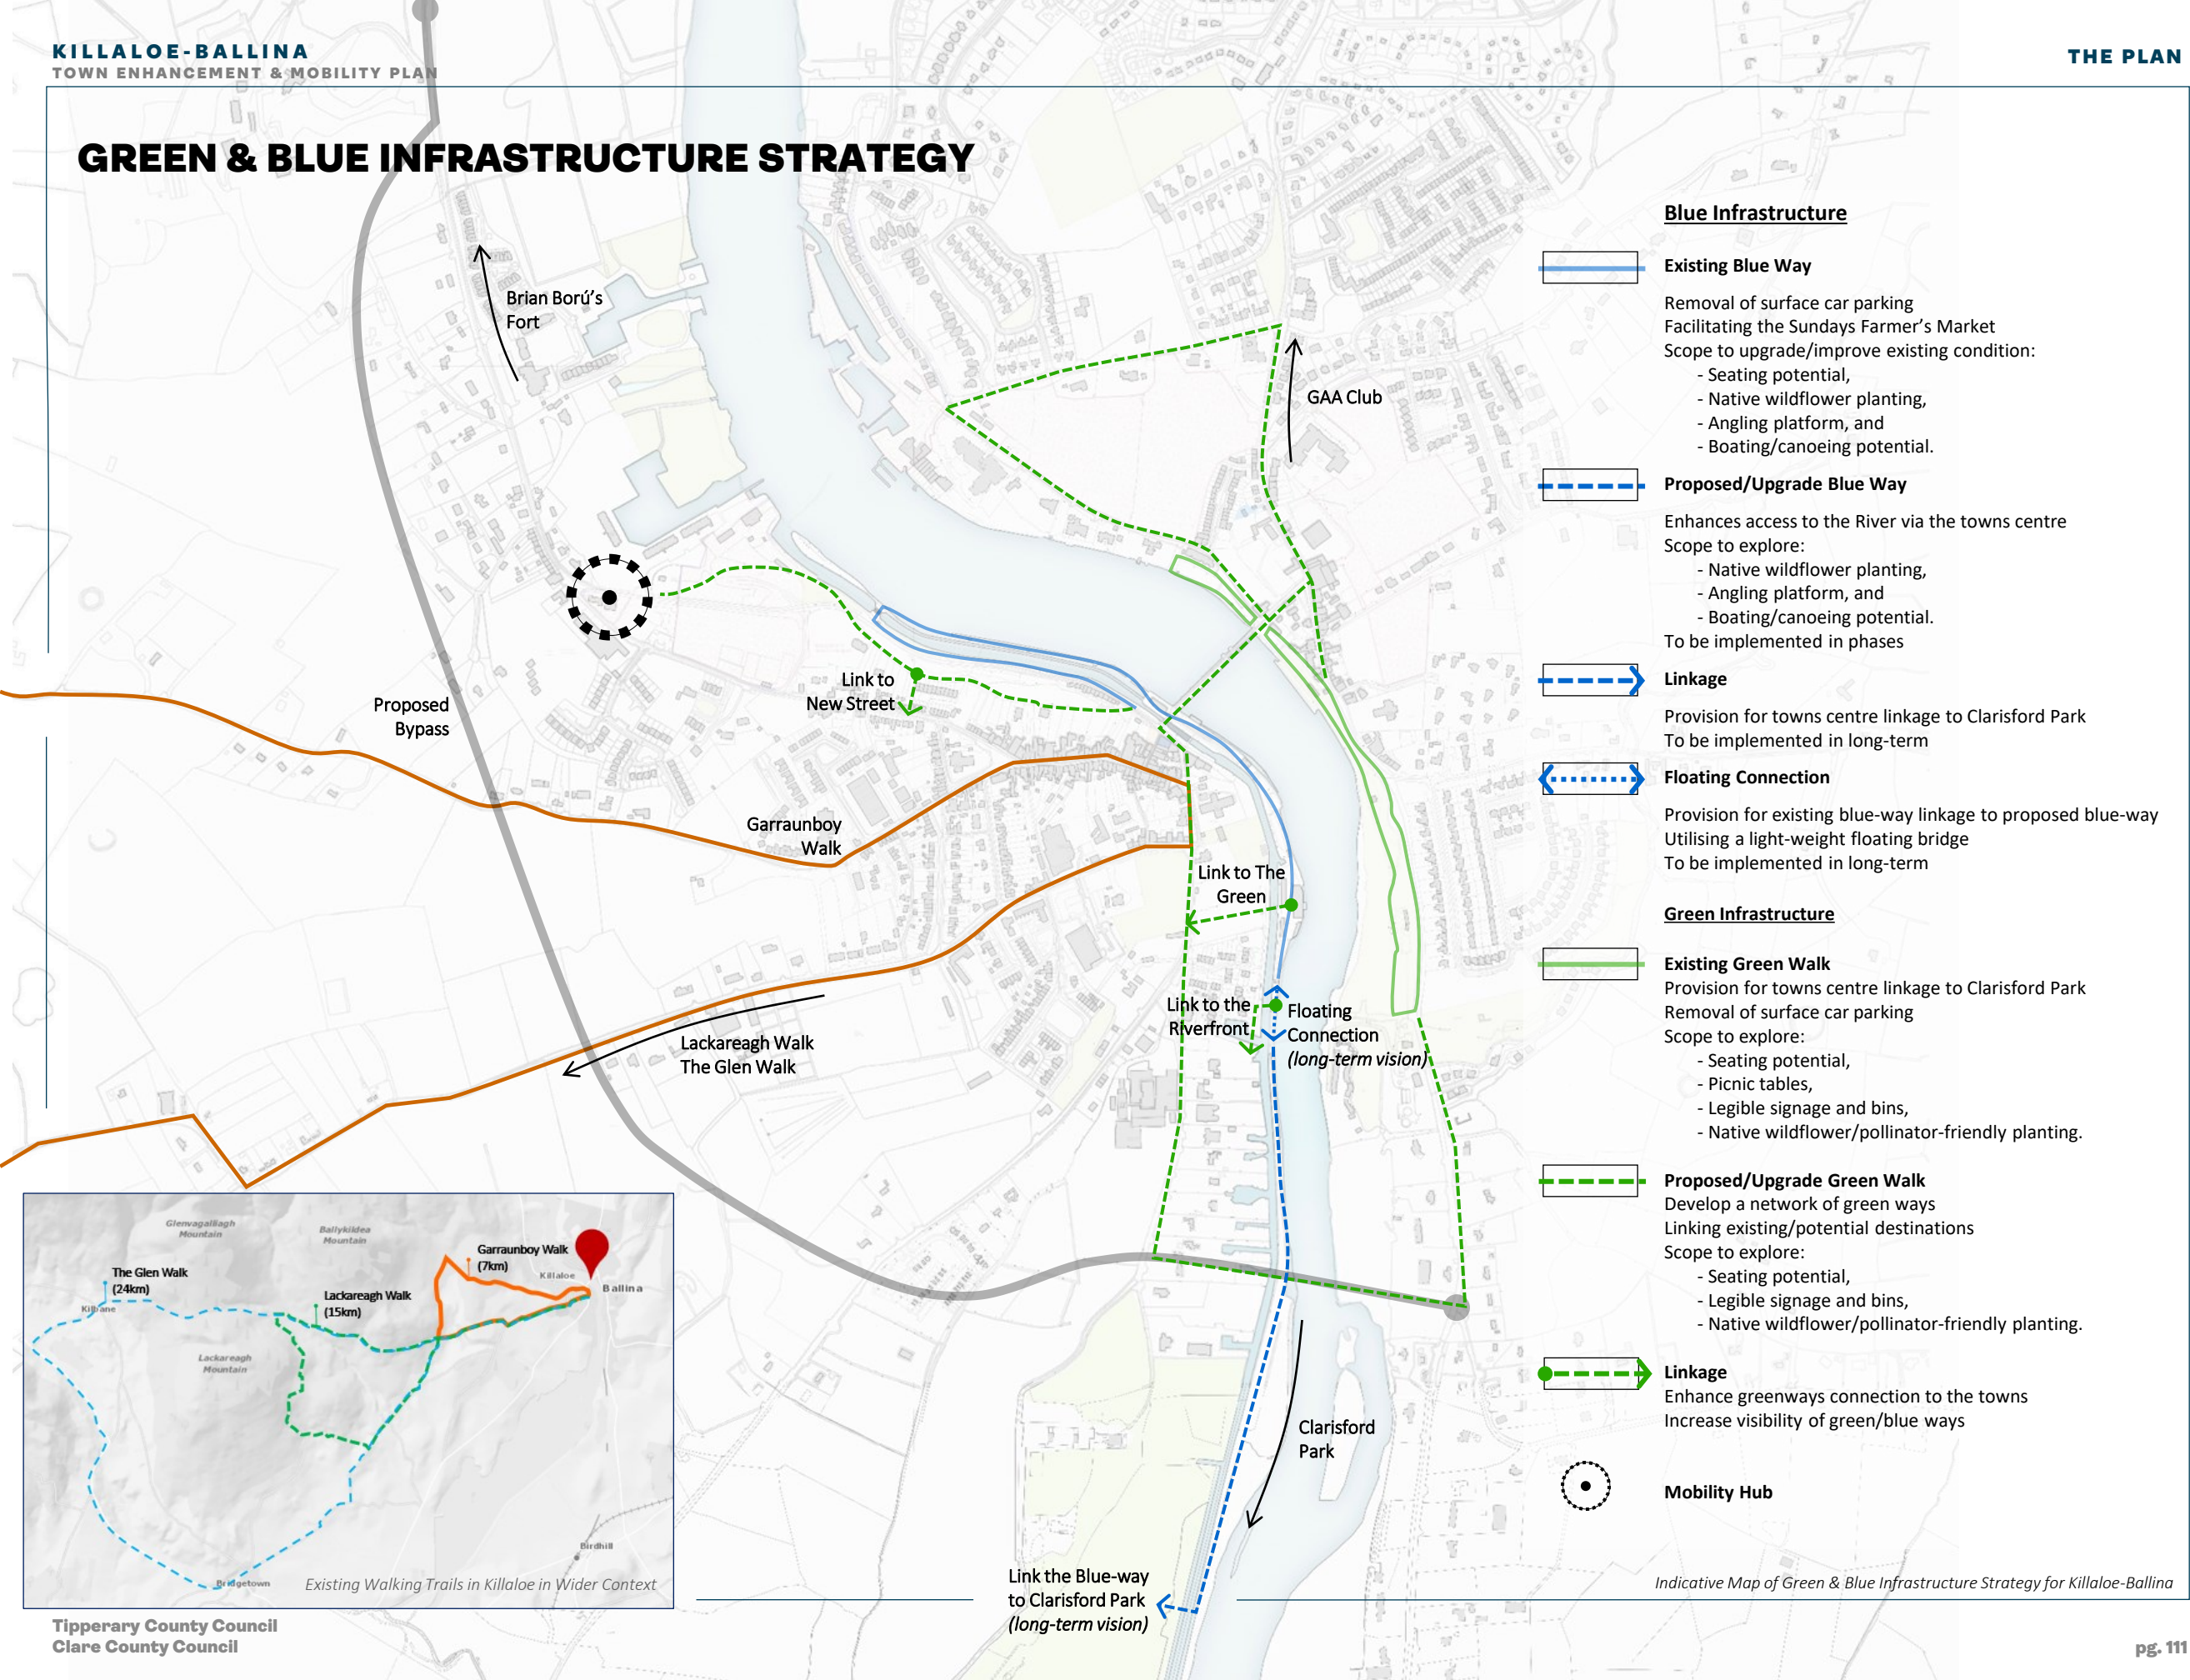 KILLALOE-BALLINA
TOWN ENHANCEMENT & MOBILITY PLAN
THE PLAN
GREEN & BLUE INFRASTRUCTURE STRATEGY
Brian Ború's
Fort
GAA Club
Proposed
Bypass
Link to
New Street
Garraunboy
Walk
Link to The
Green
Link to the
Riverfront
Floating
Connection
(long-term vision)
Lackareagh Walk
The Glen Walk
Clarisford
Park
Link the Blue-way
to Clarisford Park
(long-term vision)
Blue Infrastructure
Existing Blue Way
Removal of surface car parking
Facilitating the Sundays Farmer's Market
Scope to upgrade/improve existing condition:
- Seating potential,
- Native wildflower planting,
- Angling platform, and
- Boating/canoeing potential.
Proposed/Upgrade Blue Way
Enhances access to the River via the towns centre
Scope to explore:
- Native wildflower planting,
- Angling platform, and
- Boating/canoeing potential.
To be implemented in phases
Linkage
Provision for towns centre linkage to Clarisford Park
To be implemented in long-term
Floating Connection
Provision for existing blue-way linkage to proposed blue-way
Utilising a light-weight floating bridge
To be implemented in long-term
Green Infrastructure
Existing Green Walk
Provision for towns centre linkage to Clarisford Park
Removal of surface car parking
Scope to explore:
- Seating potential,
- Picnic tables,
- Legible signage and bins,
- Native wildflower/pollinator-friendly planting.
Proposed/Upgrade Green Walk
Develop a network of green ways
Linking existing/potential destinations
Scope to explore:
- Seating potential,
- Legible signage and bins,
- Native wildflower/pollinator-friendly planting.
Linkage
Enhance greenways connection to the towns
Increase visibility of green/blue ways
Mobility Hub
Indicative Map of Green & Blue Infrastructure Strategy for Killaloe-Ballina
Glenvagalliagh
Mountain
Ballykildea
Mountain
Garraunboy Walk
(7km)
Killaloe
Ballina
The Glen Walk
(24km)
Kilbane
Lackareagh Walk
(15km)
Lackareagh
Mountain
Birdhill
Bridgetown
Existing Walking Trails in Killaloe in Wider Context
Tipperary County Council
Clare County Council
pg. 111